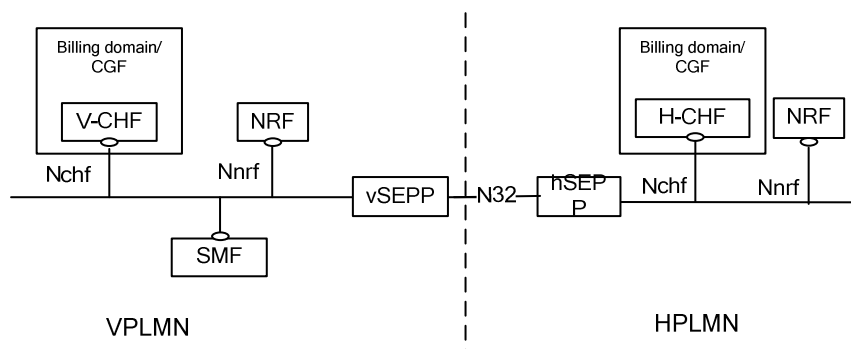 Billing domain/
CGF
V-CHF
NRF
Nchf
Nnrf
vSEPP
SMF
VPLMN
N32
Billing domain/
CGF
H-CHF
NRF
hSEP
P
Nchf
Nnrf
HPLMN